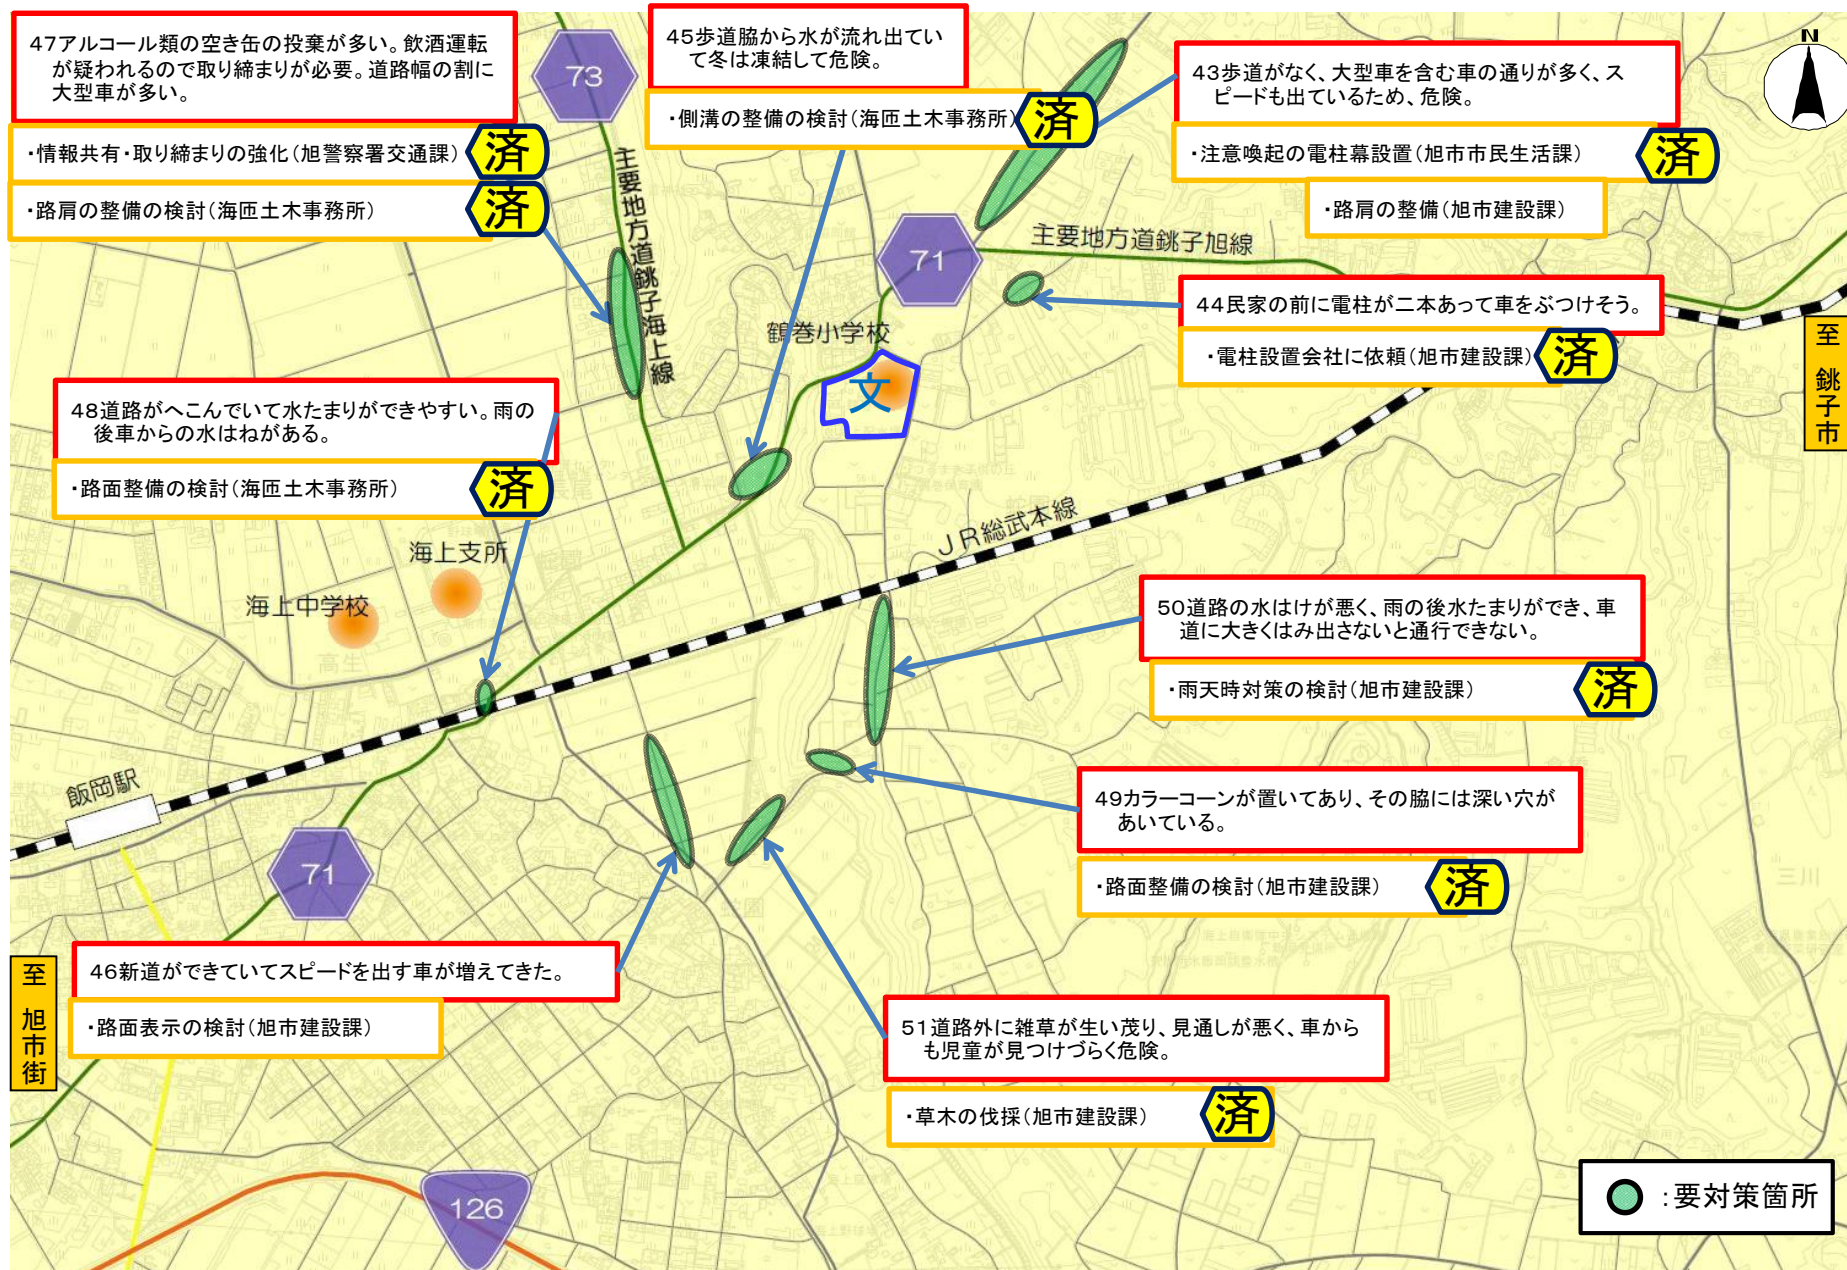 47アルコール類の空き缶の投棄が多い。飲酒運転
が疑われるので取り締まりが必要。道路幅の割に
大型車が多い。
・情報共有・取り締まりの強化(旭警察署交通課)
済
・路肩の整備の検討(海匝土木事務所)
済
73
主要地方道銚子海上線
45歩道脇から水が流れ出てい
て冬は凍結して危険。
・側溝の整備の検討(海匝土木事務所)
済
43歩道がなく、大型車を含む車の通りが多く、ス
ピードも出ているため、危険。
・注意喚起の電柱幕設置(旭市市民生活課)
済
・路肩の整備(旭市建設課)
N
71
主要地方道銚子旭線
44民家の前に電柱が二本あって車をぶつけそう。
・電柱設置会社に依頼(旭市建設課)
済
至 銚子市
鶴巻小学校
文
48道路がへこんでいて水たまりができやすい。雨の
後車からの水はねがある。
・路面整備の検討(海匝土木事務所)
済
海上支所
海上中学校
高生
JR総武本線
50道路の水はけが悪く、雨の後水たまりができ、車
道に大きくはみ出さないと通行できない。
・雨天時対策の検討(旭市建設課)
済
飯岡駅
71
49カラーコーンが置いてあり、その脇には深い穴が
あいている。
・路面整備の検討(旭市建設課)
済
三川
46新道ができていてスピードを出す車が増えてきた。
・路面表示の検討(旭市建設課)
至 旭市街
51道路外に雑草が生い茂り、見通しが悪く、車から
も児童が見つけづらく危険。
・草木の伐採(旭市建設課)
済
126
:要対策箇所